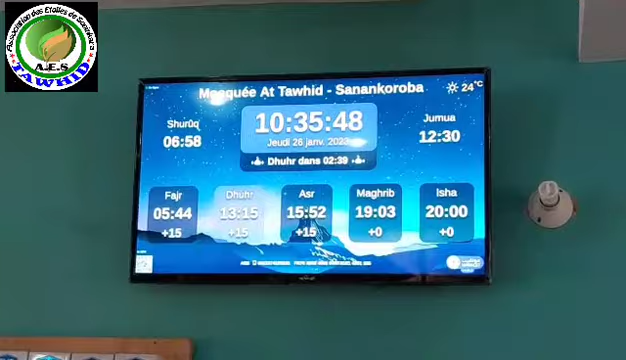 Association des Etoiles de Sanankoro
A.E.S
TAWHID
Mosquée At Tawhid - Sanankoroba
24°C
Shurûq
06:58
10:35:48
Jeudi 26 janv. 2023
Dhuhr dans 02:39
Jumua
12:30
Fajr
05:44
+15
Dhuhr
13:15
+15
Asr
15:52
+15
Maghrib
19:03
+0
Isha
20:00
+0